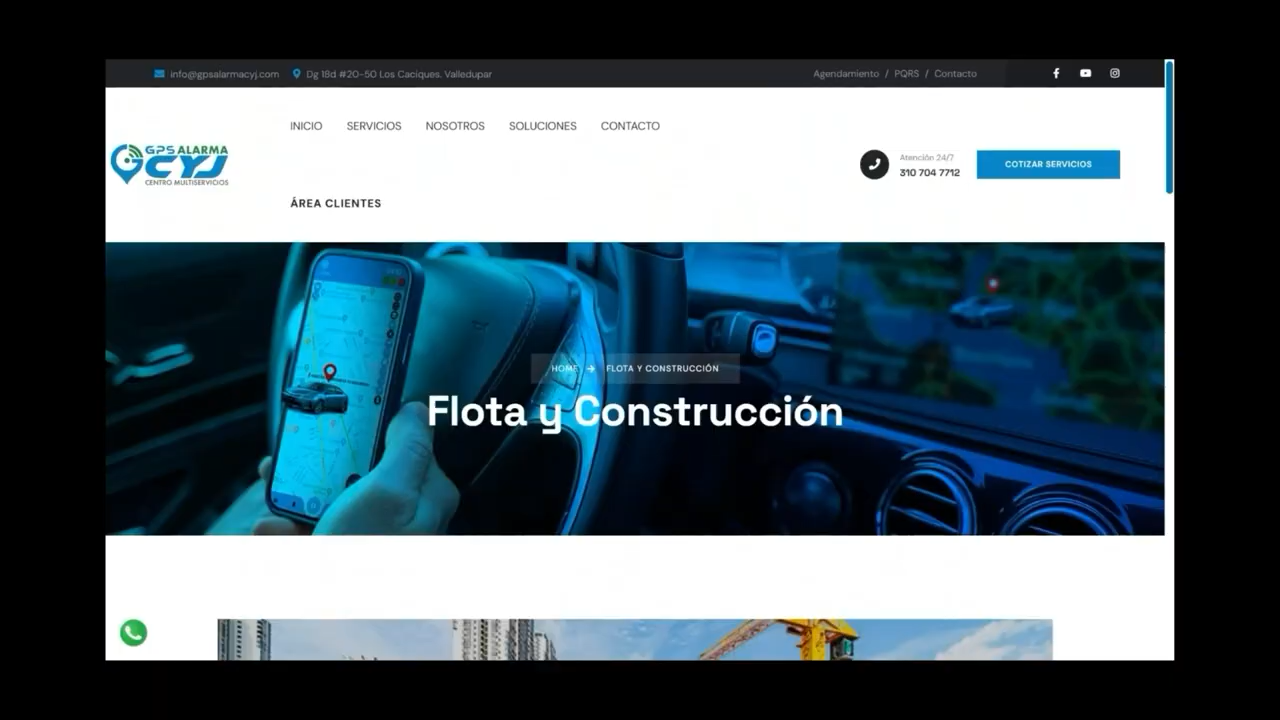 info@gpsalarmacyj.com
Dg 18d #20-50 Los Caciques. Valledupar
Agendamiento / PQRS / Contacto
INICIO
SERVICIOS
NOSOTROS
SOLUCIONES
CONTACTO
GPS ALARMA
CYJ
CENTRO MULTISERVICIOS
Atención 24/7
310 704 7712
COTIZAR SERVICIOS
ÁREA CLIENTES
HOME → FLOTA Y CONSTRUCCIÓN
Flota y Construcción